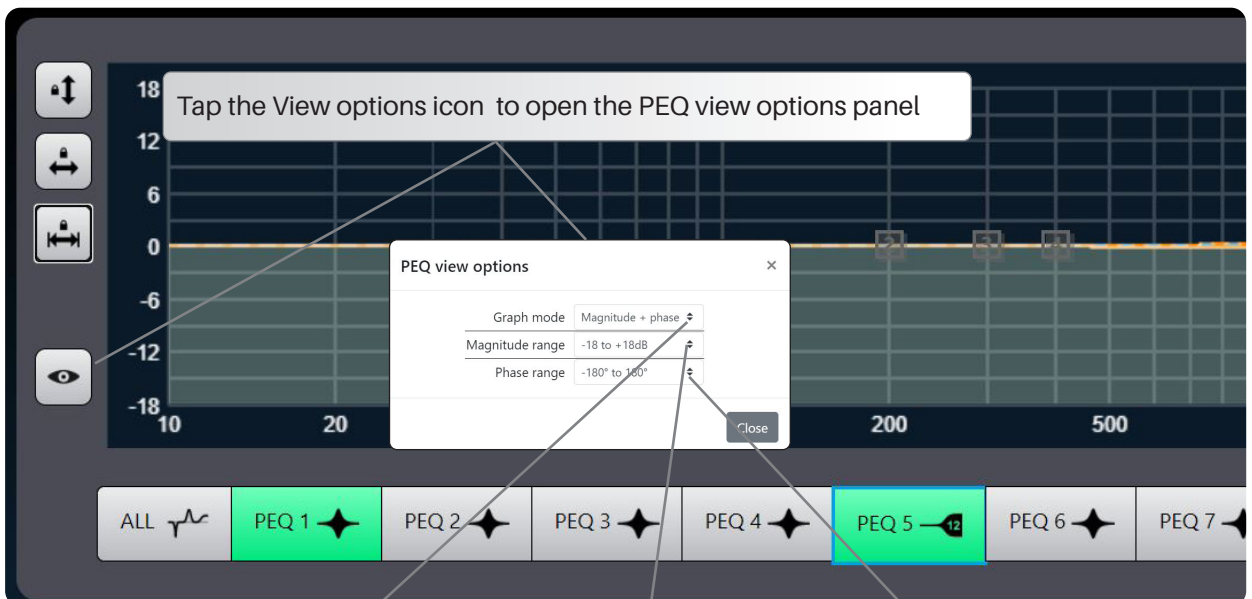 18
Tap the View options icon to open the PEQ view options panel
12
6
0
2 3 4
PEQ view options ×
Graph mode Magnitude + phase
-6
Magnitude range -18 to +18dB
-12
Phase range -180° to 180°
-18
Close
10 20 200 500
ALL PEQ 1 PEQ 2 PEQ 3 PEQ 4 PEQ 5 12 PEQ 6 PEQ 7